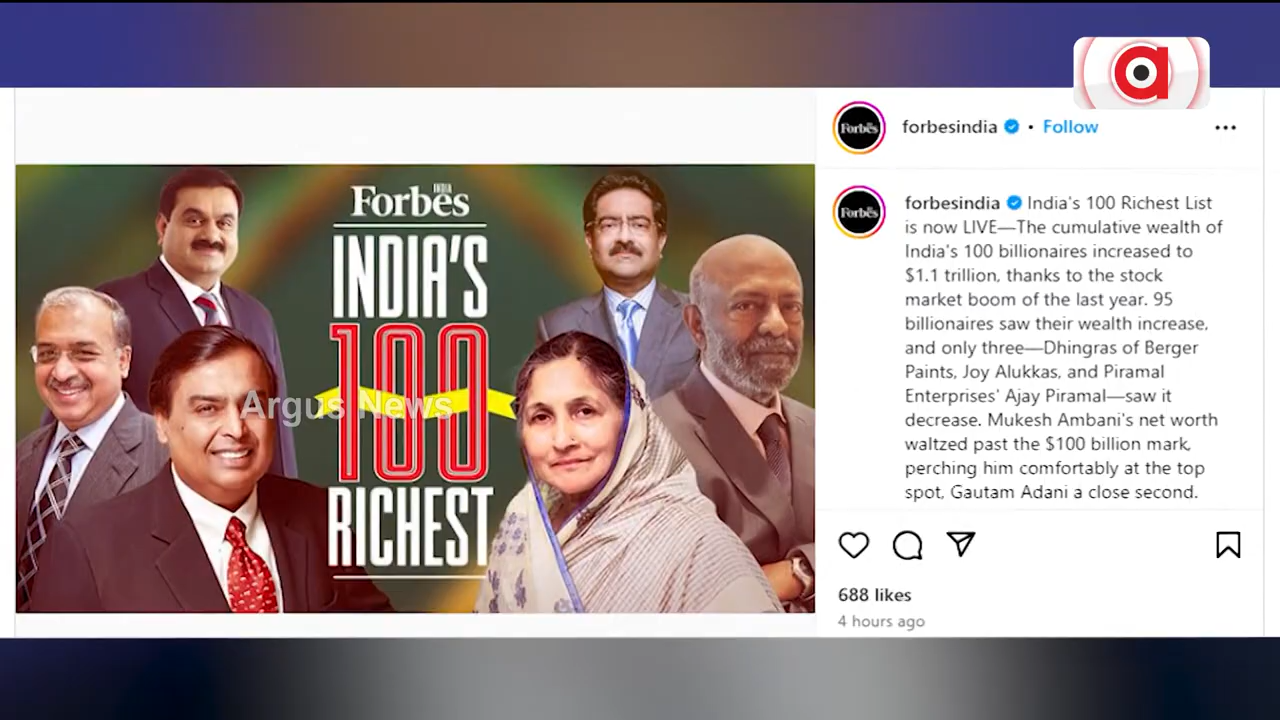 Forbes
INDIA
INDIA'S
100
RICHEST
Argus News
a
Forbes
forbesindia • Follow
Forbes
forbesindia India's 100 Richest List
is now LIVE—The cumulative wealth of
India's 100 billionaires increased to
$1.1 trillion, thanks to the stock
market boom of the last year. 95
billionaires saw their wealth increase,
and only three—Dhingras of Berger
Paints, Joy Alukkas, and Piramal
Enterprises' Ajay Piramal—saw it
decrease. Mukesh Ambani's net worth
waltzed past the $100 billion mark,
perching him comfortably at the top
spot, Gautam Adani a close second.
688 likes
4 hours ago